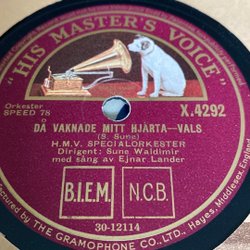 "HIS MASTER'S VOICE"
Orkester
SPEED 78
X.4292
DÅ VAKNADE MITT HJÄRTA—VALS
(S. Sune)
H.M.V. SPECIALORKESTER
Dirigent: Sune Waldimir
med sång av Ejnar Lander
B.I.E.M.
N.C.B.
30-12114
by THE GRAMOPHONE CO. LTD., Hayes, Middlesex, England